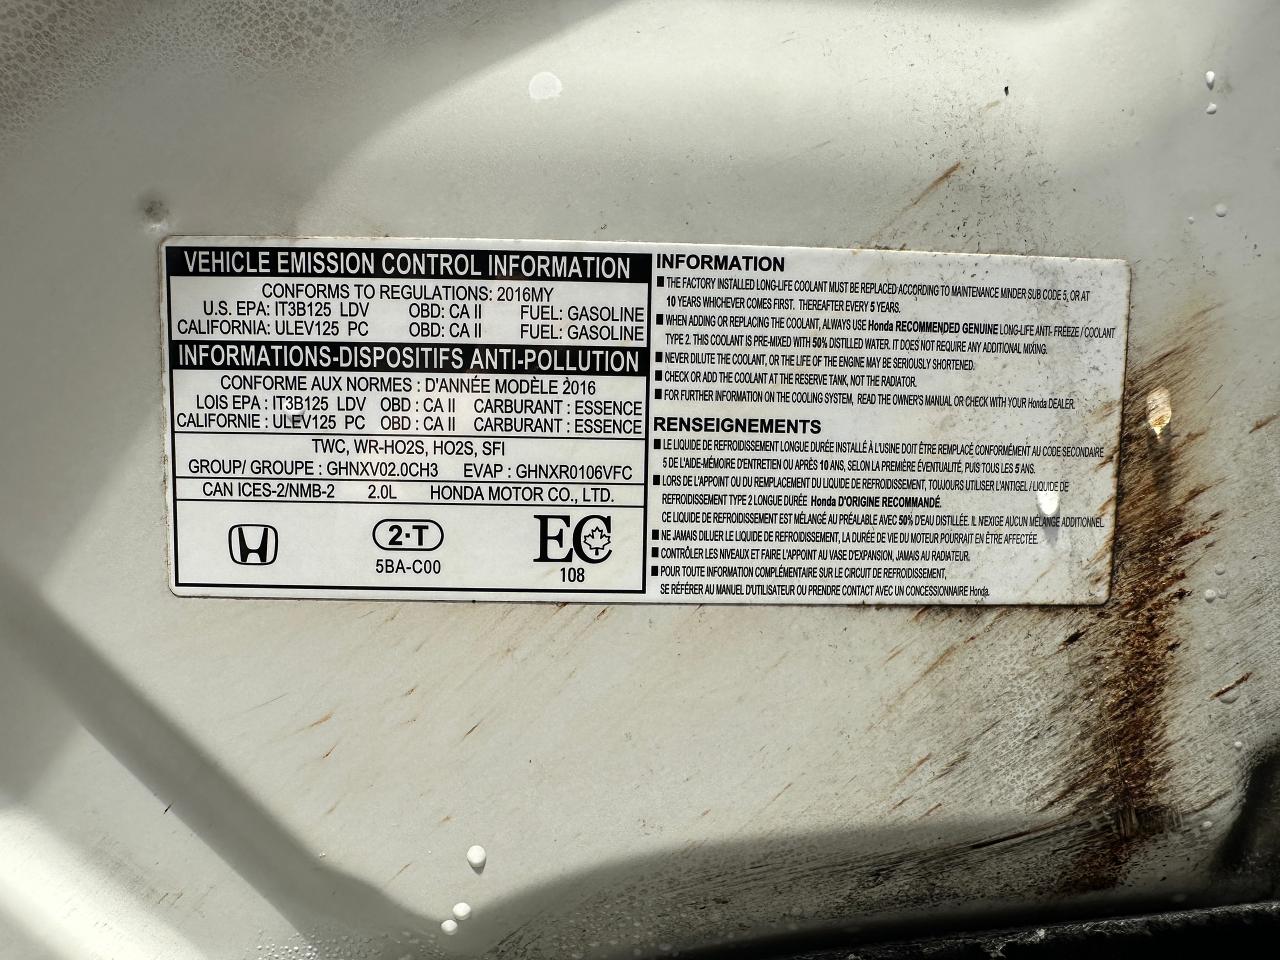 VEHICLE EMISSION CONTROL INFORMATION
CONFORMS TO REGULATIONS: 2016MY
U.S. EPA: IT3B125 LDV OBD: CA II FUEL: GASOLINE
CALIFORNIA: ULEV125 PC OBD: CA II FUEL: GASOLINE
INFORMATIONS-DISPOSITIFS ANTI-POLLUTION
CONFORME AUX NORMES : D'ANNÉE MODÈLE 2016
LOIS EPA : IT3B125 LDV OBD : CA II CARBURANT : ESSENCE
CALIFORNIE : ULEV125 PC OBD : CA II CARBURANT : ESSENCE
TWC, WR-HO2S, HO2S, SFI
GROUP/ GROUPE : GHNXV02.0CH3 EVAP : GHNXR0106VFC
CAN ICES-2/NMB-2 2.0L HONDA MOTOR CO., LTD.
2·T
5BA-C00
EC
108
INFORMATION
■ THE FACTORY INSTALLED LONG-LIFE COOLANT MUST BE REPLACED ACCORDING TO MAINTENANCE MINDER SUB CODE 5, OR AT
10 YEARS WHICHEVER COMES FIRST. THEREAFTER EVERY 5 YEARS.
■ WHEN ADDING OR REPLACING THE COOLANT, ALWAYS USE Honda RECOMMENDED GENUINE LONG-LIFE ANTI- FREEZE / COOLANT
TYPE 2. THIS COOLANT IS PRE-MIXED WITH 50% DISTILLED WATER. IT DOES NOT REQUIRE ANY ADDITIONAL MIXING.
■ NEVER DILUTE THE COOLANT, OR THE LIFE OF THE ENGINE MAY BE SERIOUSLY SHORTENED.
■ CHECK OR ADD THE COOLANT AT THE RESERVE TANK, NOT THE RADIATOR.
■ FOR FURTHER INFORMATION ON THE COOLING SYSTEM, READ THE OWNER'S MANUAL OR CHECK WITH YOUR Honda DEALER.
RENSEIGNEMENTS
■ LE LIQUIDE DE REFROIDISSEMENT LONGUE DURÉE INSTALLÉ À L'USINE DOIT ÊTRE REMPLACÉ CONFORMÉMENT AU CODE SECONDAIRE
5 DE L'AIDE-MÉMOIRE D'ENTRETIEN OU APRÈS 10 ANS, SELON LA PREMIÈRE ÉVENTUALITÉ, PUIS TOUS LES 5 ANS.
■ LORS DE L'APPOINT OU DU REMPLACEMENT DU LIQUIDE DE REFROIDISSEMENT, TOUJOURS UTILISER L'ANTIGEL / LIQUIDE DE
REFROIDISSEMENT TYPE 2 LONGUE DURÉE Honda D'ORIGINE RECOMMANDÉ.
CE LIQUIDE DE REFROIDISSEMENT EST MÉLANGÉ AU PRÉALABLE AVEC 50% D'EAU DISTILLÉE. IL N'EXIGE AUCUN MÉLANGE ADDITIONNEL.
■ NE JAMAIS DILUER LE LIQUIDE DE REFROIDISSEMENT, LA DURÉE DE VIE DU MOTEUR POURRAIT EN ÊTRE AFFECTÉE.
■ CONTRÔLER LES NIVEAUX ET FAIRE L'APPOINT AU VASE D'EXPANSION, JAMAIS AU RADIATEUR.
■ POUR TOUTE INFORMATION COMPLÉMENTAIRE SUR LE CIRCUIT DE REFROIDISSEMENT,
SE RÉFÉRER AU MANUEL D'UTILISATEUR OU PRENDRE CONTACT AVEC UN CONCESSIONNAIRE Honda.